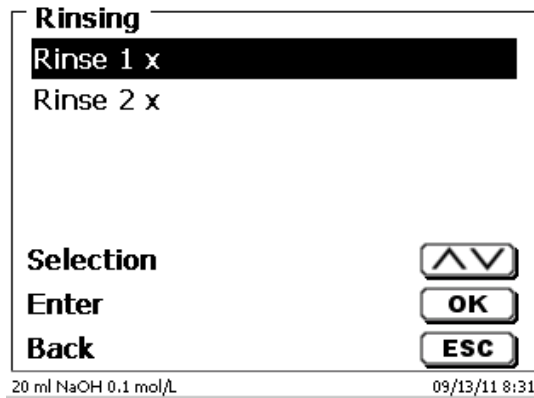 Rinsing
Rinse 1 x
Rinse 2 x
Selection
Enter OK
Back ESC
20 ml NaOH 0.1 mol/L 09/13/11 8:31